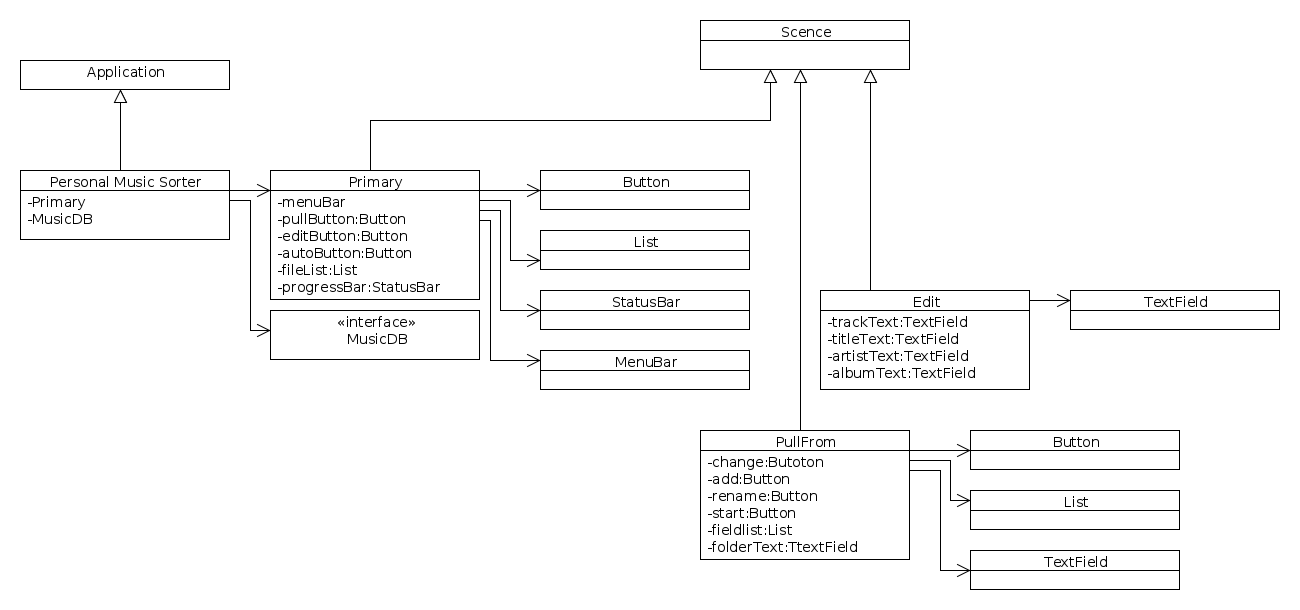 Scence
Application
Personal Music Sorter
-Primary
-MusicDB
Primary
-menuBar
-pullButton:Button
-editButton:Button
-autoButton:Button
-fileList:List
-progressBar:StatusBar
«interface»
MusicDB
Button
List
StatusBar
MenuBar
Edit
-trackText:TextField
-titleText:TextField
-artistText:TextField
-albumText:TextField
TextField
PullFrom
-change:Butoton
-add:Button
-rename:Button
-start:Button
-fieldlist:List
-folderText:TtextField
Button
List
TextField